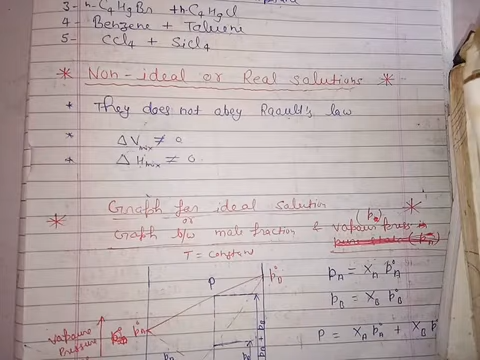 3- n-C4H9Br + n-C4H9Cl
4- Benzene + Toluene
5- CCl4 + SiCl4
* Non-ideal or Real solutions *
* They does not obey Raoult's law
* ΔVmix ≠ 0
* ΔHmix ≠ 0
* Graph for ideal solution *
or
Graph b/w mole fraction & vapour press
(pₐ)
T = constant
P
p°B
pA = XA p°A
pB = XB p°B
P = XA p°A + XB p°
vapour
Pressure
p°A
pA + pB
pA
pB